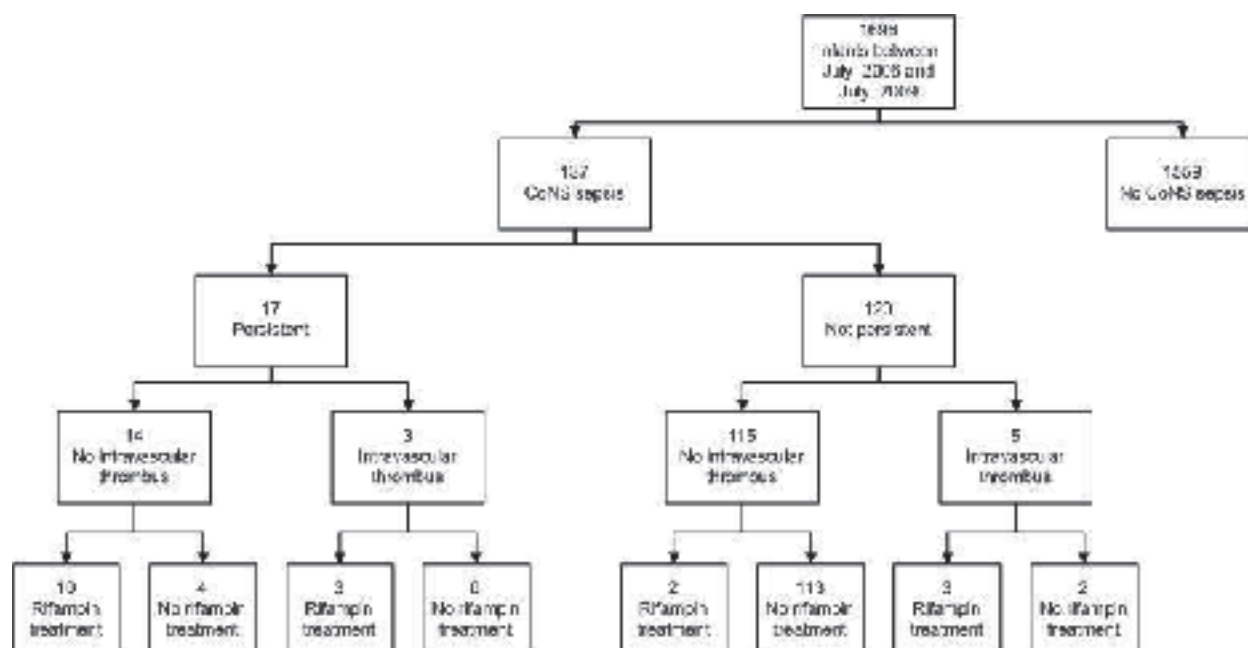 1696
Infants between
July, 2006 and
July, 2009
137
CoNS sepsis
1559
No CoNS sepsis
17
Persistent
120
Not persistent
14
No intravascular
thrombus
3
Intravascular
thrombus
115
No intravascular
thrombus
5
Intravascular
thrombus
10
Rifampin
treatment
4
No rifampin
treatment
3
Rifampin
treatment
0
No rifampin
treatment
2
Rifampin
treatment
113
No rifampin
treatment
3
Rifampin
treatment
2
No rifampin
treatment